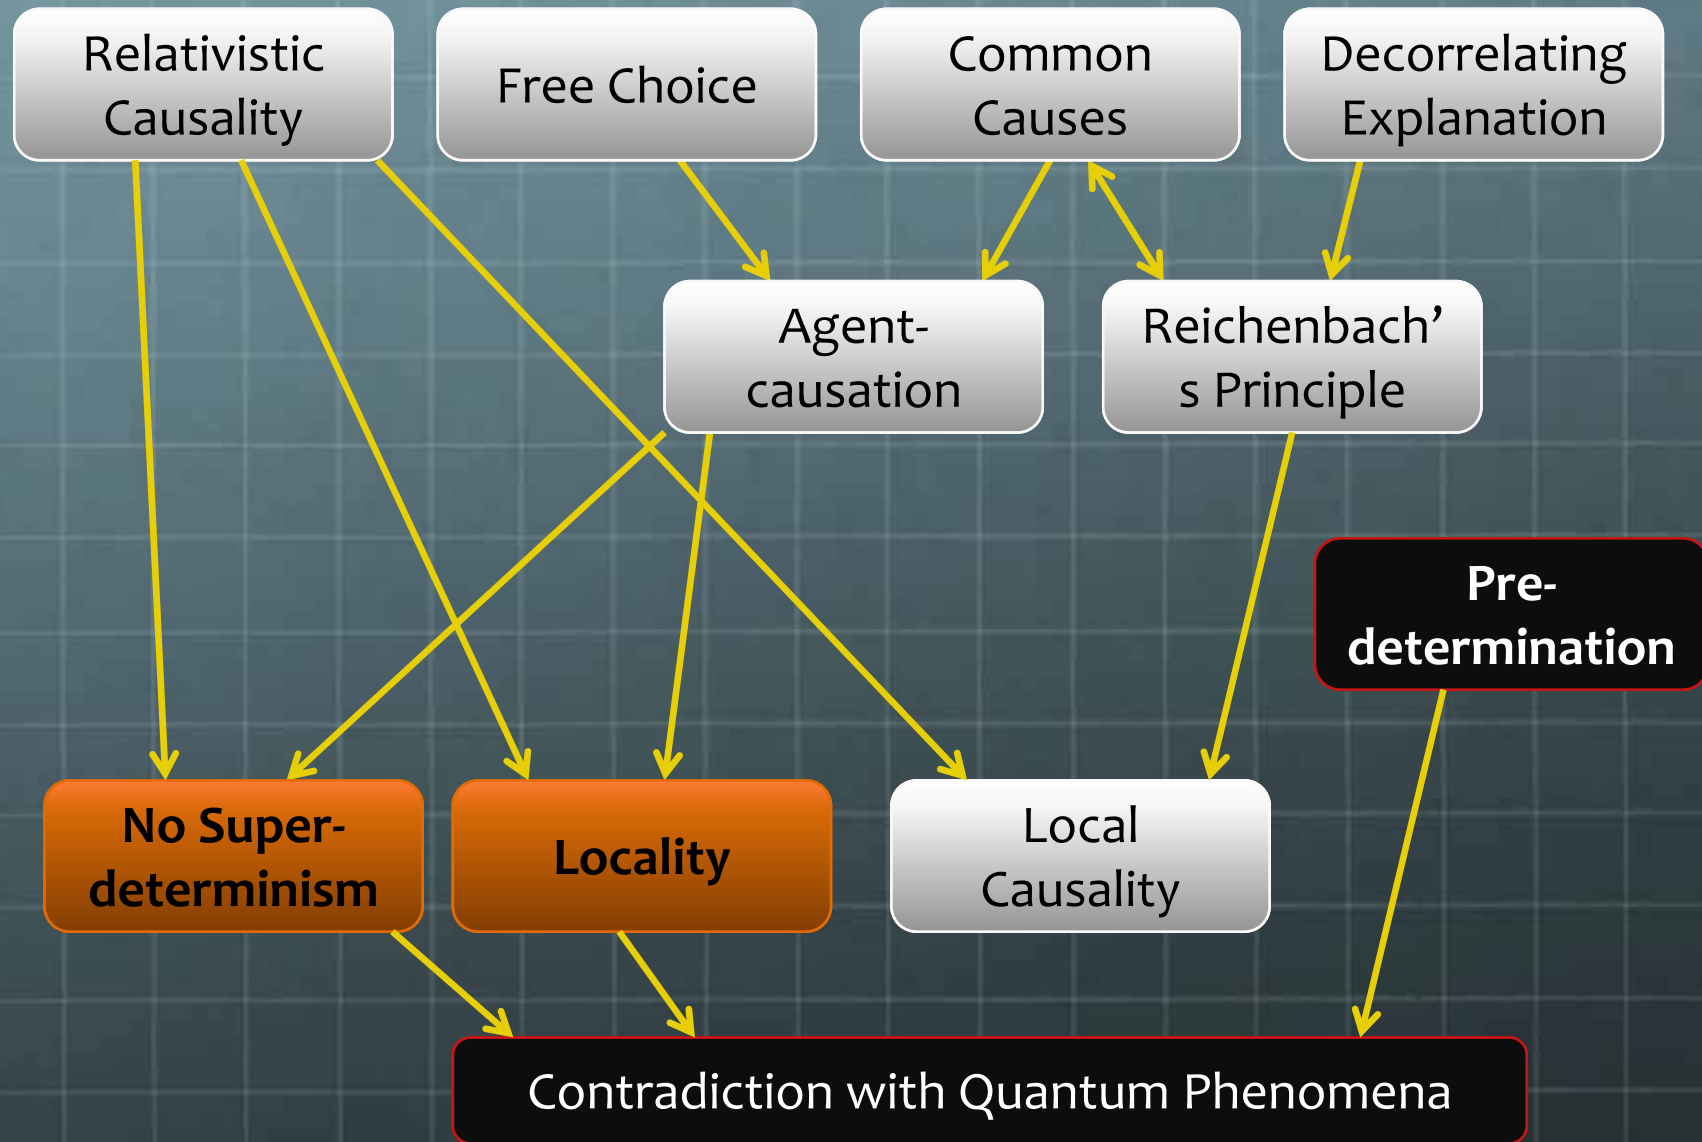 Relativistic
Causality
Free Choice
Common
Causes
Decorrelating
Explanation
Agent-
causation
Reichenbach’
s Principle
Pre-
determination
No Super-
determinism
Locality
Local
Causality
Contradiction with Quantum Phenomena